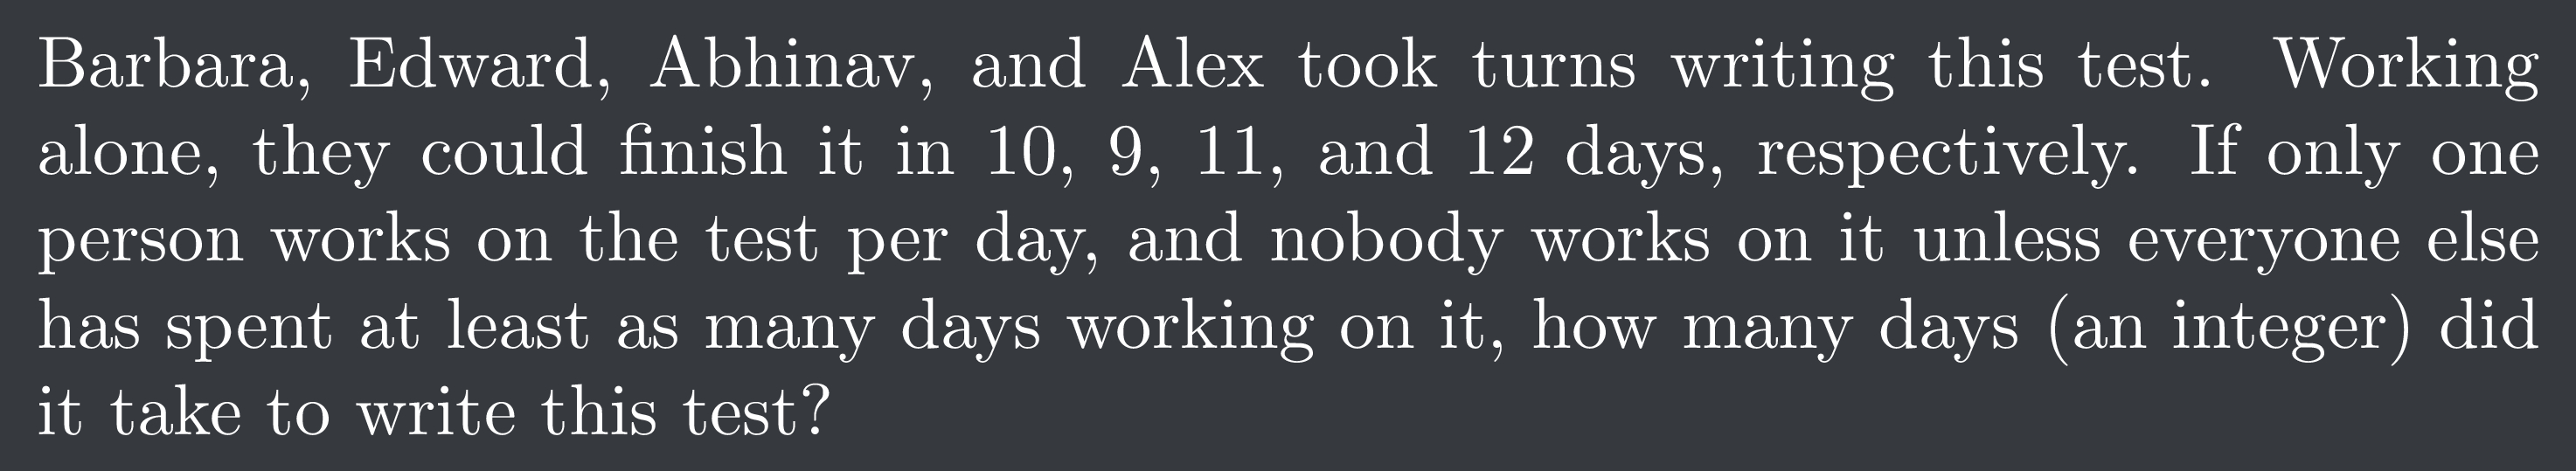 Barbara, Edward, Abhinav, and Alex took turns writing this test. Working
alone, they could finish it in 10, 9, 11, and 12 days, respectively. If only one
person works on the test per day, and nobody works on it unless everyone else
has spent at least as many days working on it, how many days (an integer) did
it take to write this test?